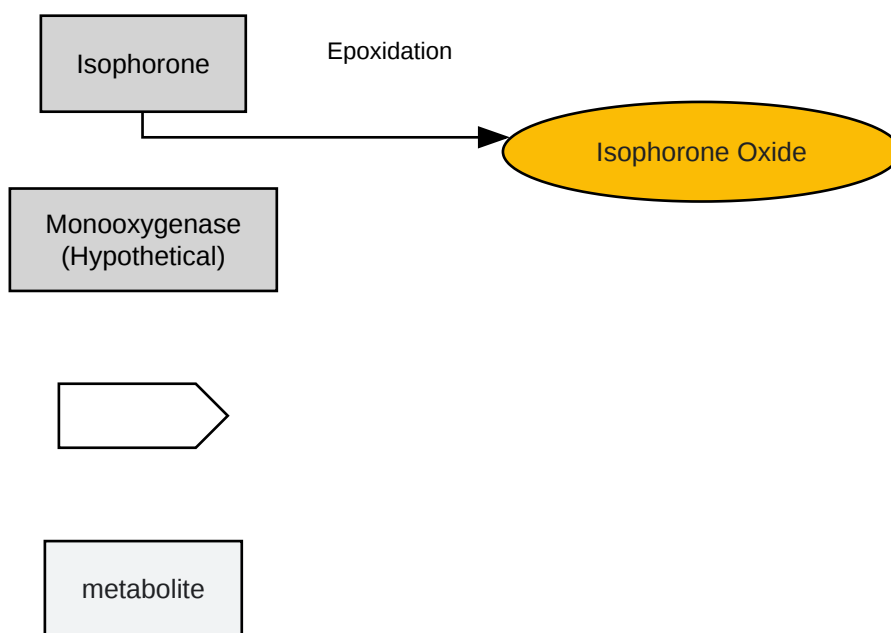 Isophorone
Epoxidation
Isophorone Oxide
Monooxygenase
(Hypothetical)
metabolite